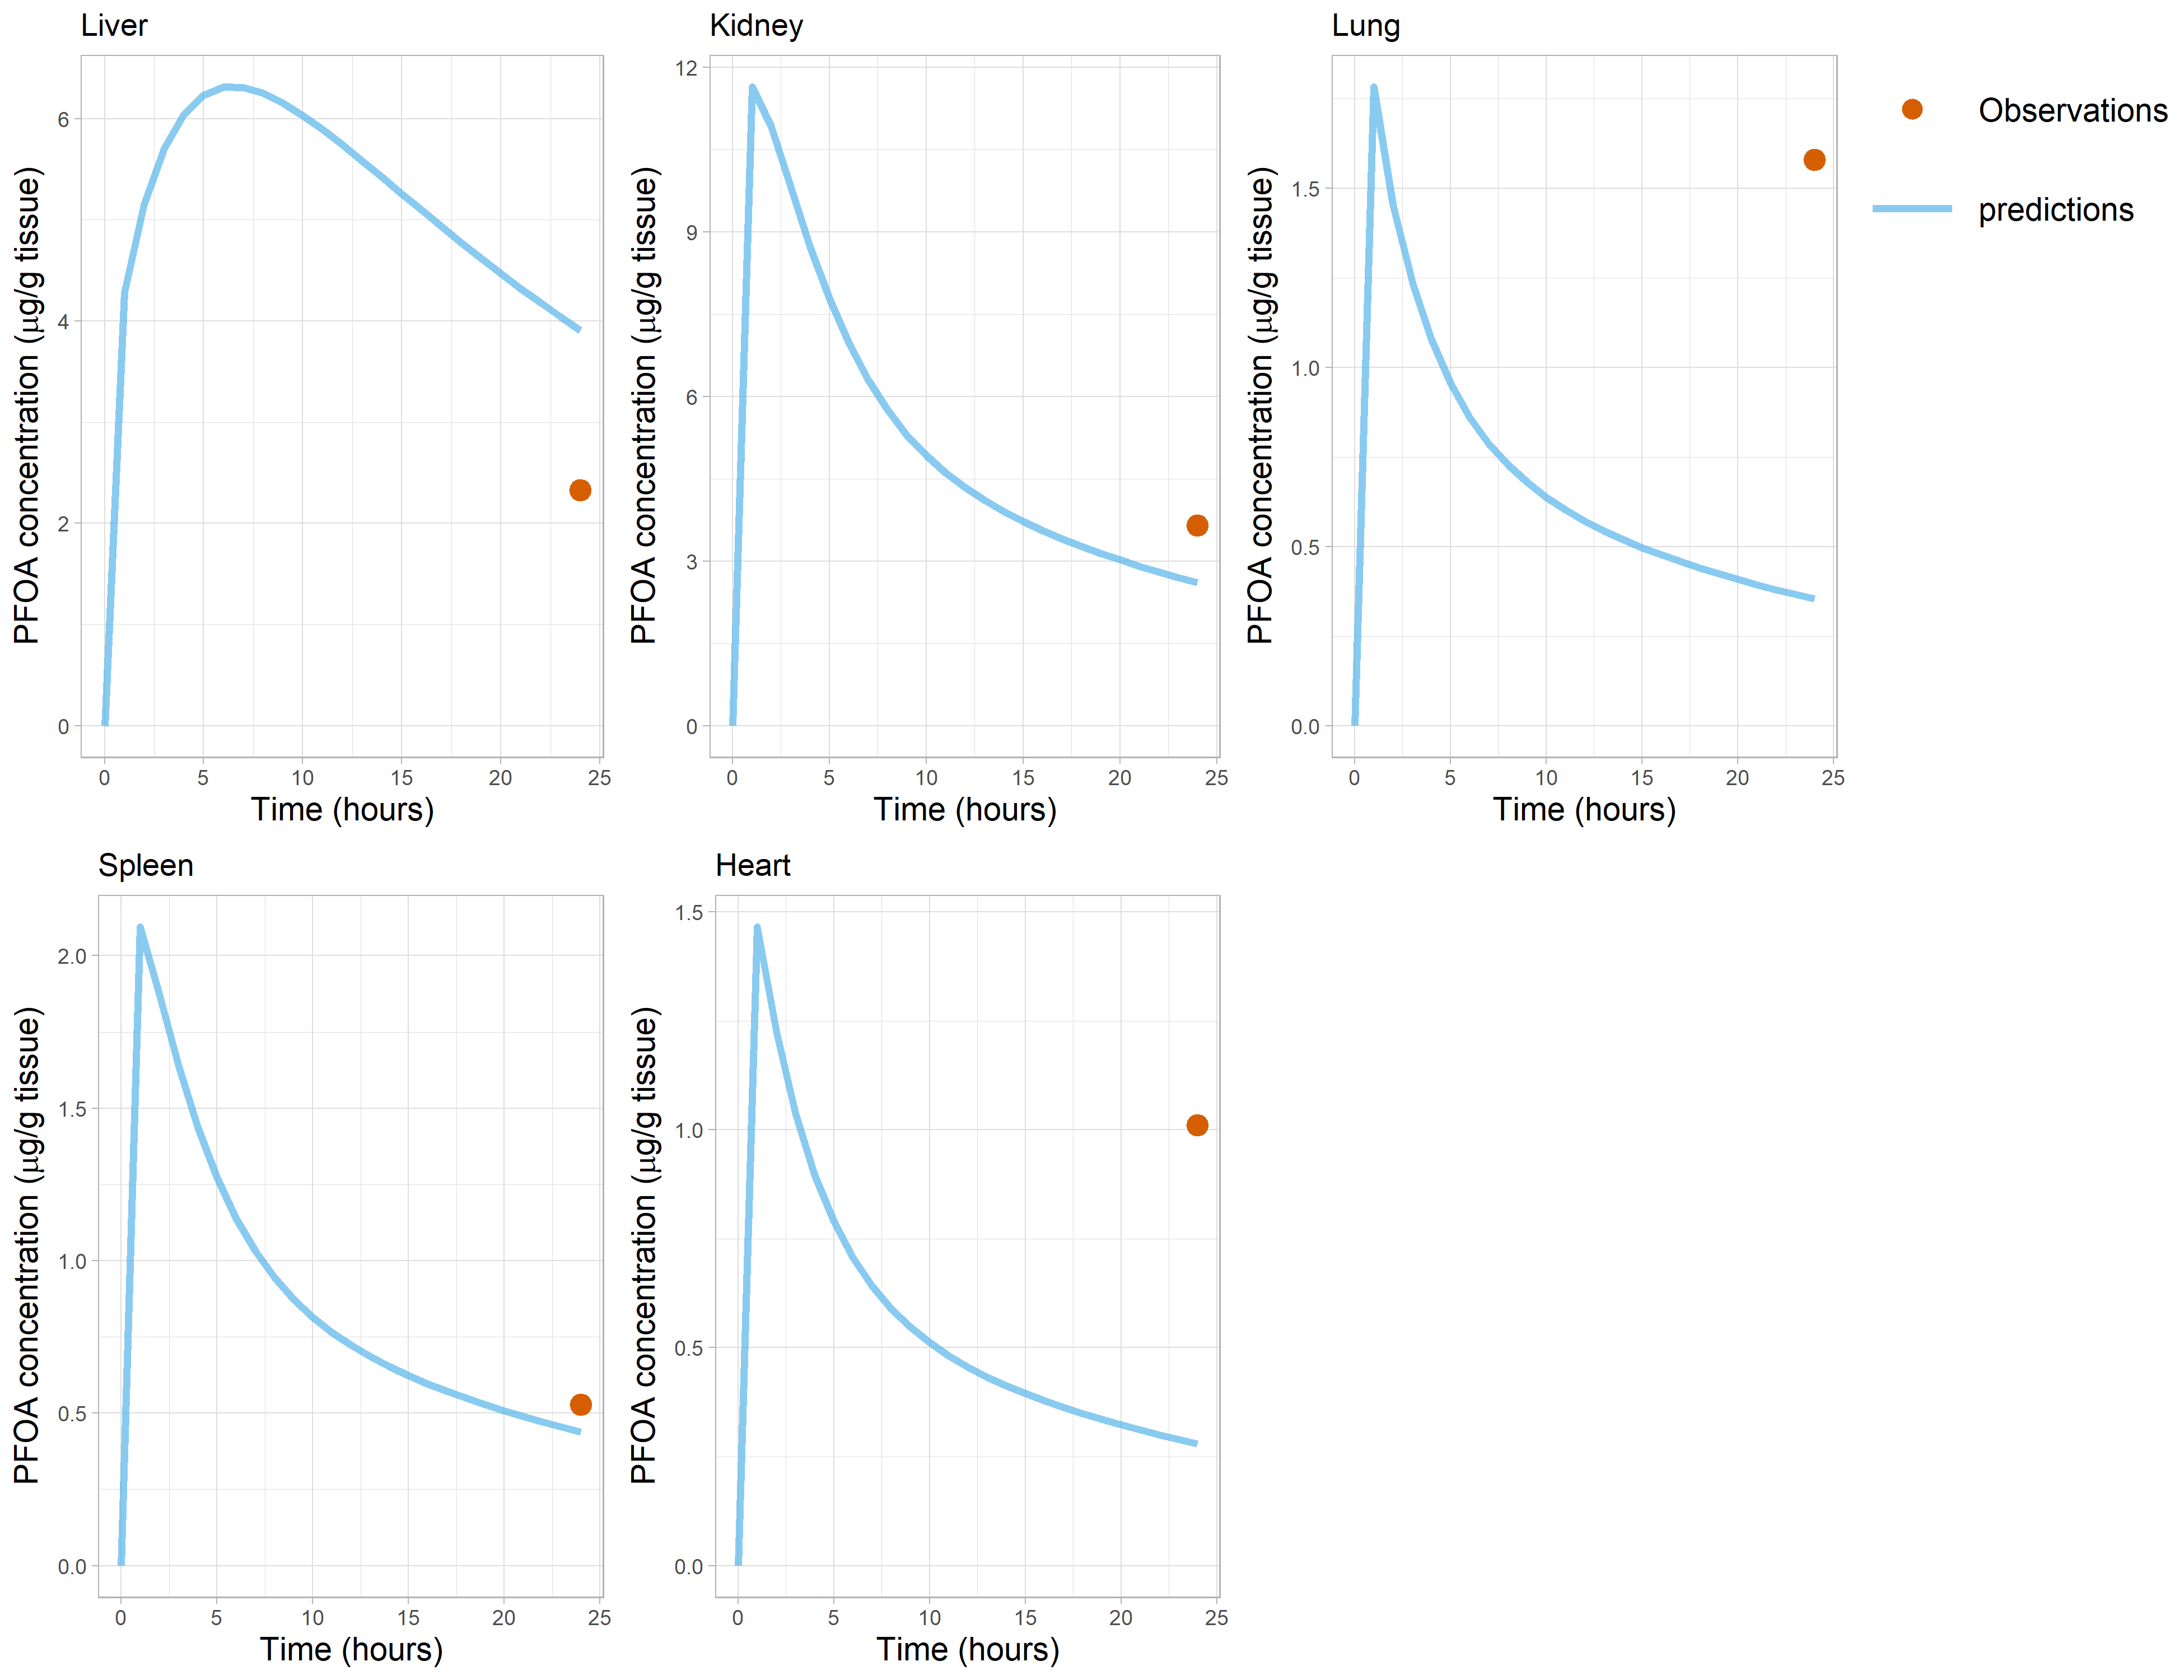 Liver
PFOA concentration (μg/g tissue)
6
4
2
0
0 5 10 15 20 25
Time (hours)
Kidney
PFOA concentration (μg/g tissue)
12
9
6
3
0
0 5 10 15 20 25
Time (hours)
Lung
PFOA concentration (μg/g tissue)
1.5
1.0
0.5
0.0
0 5 10 15 20 25
Time (hours)
Observations
predictions
Spleen
PFOA concentration (μg/g tissue)
2.0
1.5
1.0
0.5
0.0
0 5 10 15 20 25
Time (hours)
Heart
PFOA concentration (μg/g tissue)
1.5
1.0
0.5
0.0
0 5 10 15 20 25
Time (hours)